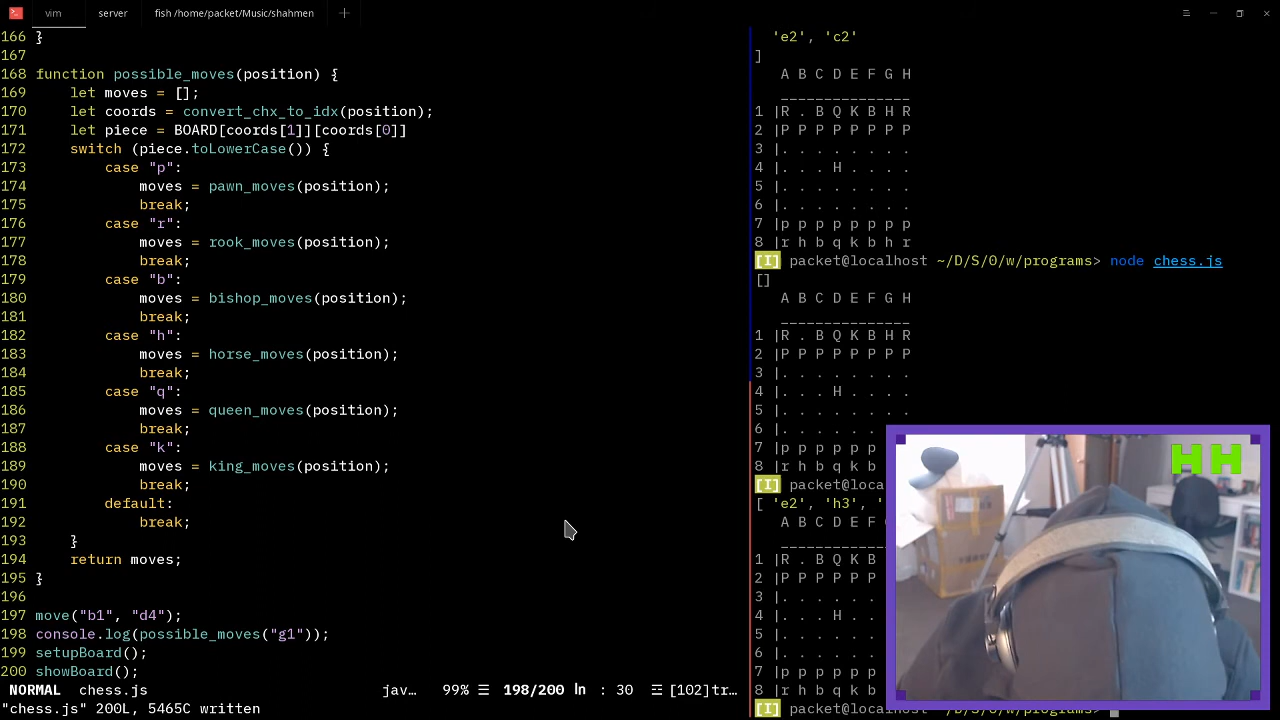 vim server fish /home/packet/Music/shahmen
166 }
167
168 function possible_moves(position) {
169 let moves = [];
170 let coords = convert_chx_to_idx(position);
171 let piece = BOARD[coords[1]][coords[0]]
172 switch (piece.toLowerCase()) {
173 case "p":
174 moves = pawn_moves(position);
175 break;
176 case "r":
177 moves = rook_moves(position);
178 break;
179 case "b":
180 moves = bishop_moves(position);
181 break;
182 case "h":
183 moves = horse_moves(position);
184 break;
185 case "q":
186 moves = queen_moves(position);
187 break;
188 case "k":
189 moves = king_moves(position);
190 break;
191 default:
192 break;
193 }
194 return moves;
195 }
196
197 move("b1", "d4");
198 console.log(possible_moves("g1"));
199 setupBoard();
200 showBoard();
NORMAL chess.js jav… 99% ☰ 198/200 ln : 30 ☲ [102]tr…
"chess.js" 200L, 5465C written
'e2', 'c2'
]
A B C D E F G H
_______________
1 |R . B Q K B H R
2 |P P P P P P P P
3 |. . . . . . . .
4 |. . . H . . . .
5 |. . . . . . . .
6 |. . . . . . . .
7 |p p p p p p p p
8 |r h b q k b h r
[I] packet@localhost ~/D/S/0/w/programs> node chess.js
[]
A B C D E F G H
_______________
1 |R . B Q K B H R
2 |P P P P P P P P
3 |. . . . . . . .
4 |. . . H . . . .
5 |. . . . . . . .
6 |. . . . . .
7 |p p p p p p
8 |r h b q k b
[I] packet@loca
[ 'e2', 'h3', '
A B C D E F
1 |R . B Q K B
2 |P P P P P P
3 |. . . . . .
4 |. . . H . .
5 |. . . . . .
6 |. . . . . .
7 |p p p p p p
8 |r h b q k b
[I] packet@localhost ~/D/S/0/w/programs>
HH